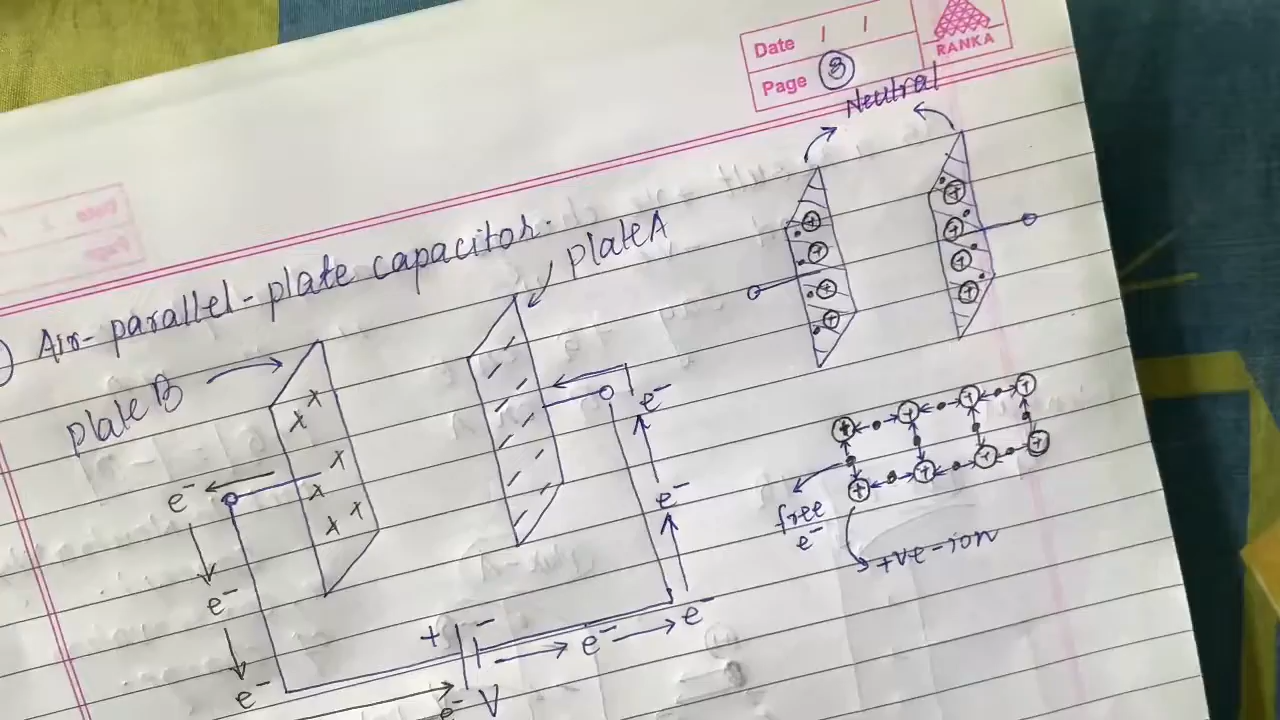 Date / /
Page 8
RANKA
Neutral
Air-parallel-plate capacitor.
plate A
plate B
e⁻
e⁻
e⁻
e⁻
e⁻
free
e⁻
+ve-ion
e⁻
+ -
e⁻ e⁻
e⁻ V